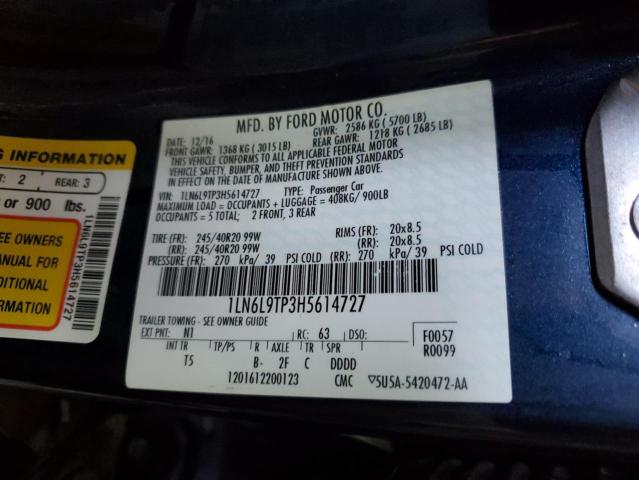 MFD. BY FORD MOTOR CO.
DATE: 12/16 GVWR: 2586 KG ( 5700 LB)
FRONT GAWR: 1368 KG ( 3015 LB) REAR GAWR: 1218 KG ( 2685 LB)
THIS VEHICLE CONFORMS TO ALL APPLICABLE FEDERAL MOTOR
VEHICLE SAFETY, BUMPER, AND THEFT PREVENTION STANDARDS
IN EFFECT ON THE DATE OF MANUFACTURE SHOWN ABOVE.
VIN: 1LN6L9TP3H5614727 TYPE: Passenger Car
MAXIMUM LOAD = OCCUPANTS + LUGGAGE = 408KG/ 900LB
OCCUPANTS = 5 TOTAL; 2 FRONT, 3 REAR
TIRE (FR): 245/40R20 99W RIMS (FR): 20x8.5
(RR): 245/40R20 99W (RR): 20x8.5
PRESSURE (FR): 270 kPa/ 39 PSI COLD (RR): 270 kPa/ 39 PSI COLD
1LN6L9TP3H5614727
TRAILER TOWING - SEE OWNER GUIDE
EXT PNT: N1 RC: 63 DSO: F0057
INT TR TP/PS R AXLE TR SPR R0099
T5 B- 2F C DDDD
1201612200123 CMC ▽5U5A-5420472-AA
G INFORMATION
T: 2 REAR: 3
or 900 lbs.
EE OWNERS
ANUAL FOR
DITIONAL
ORMATION
1LN6L9TP3H5614727